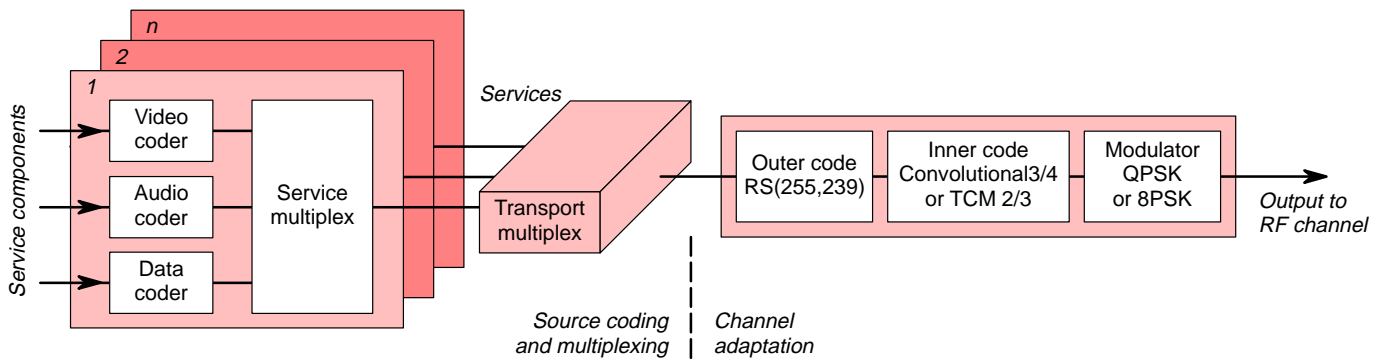 n
2
1
Service components
Video
coder
Audio
coder
Data
coder
Service
multiplex
Services
Transport
multiplex
Outer code
RS(255,239)
Inner code
Convolutional3/4
or TCM 2/3
Modulator
QPSK
or 8PSK
Output to
RF channel
Source coding
and multiplexing
Channel
adaptation